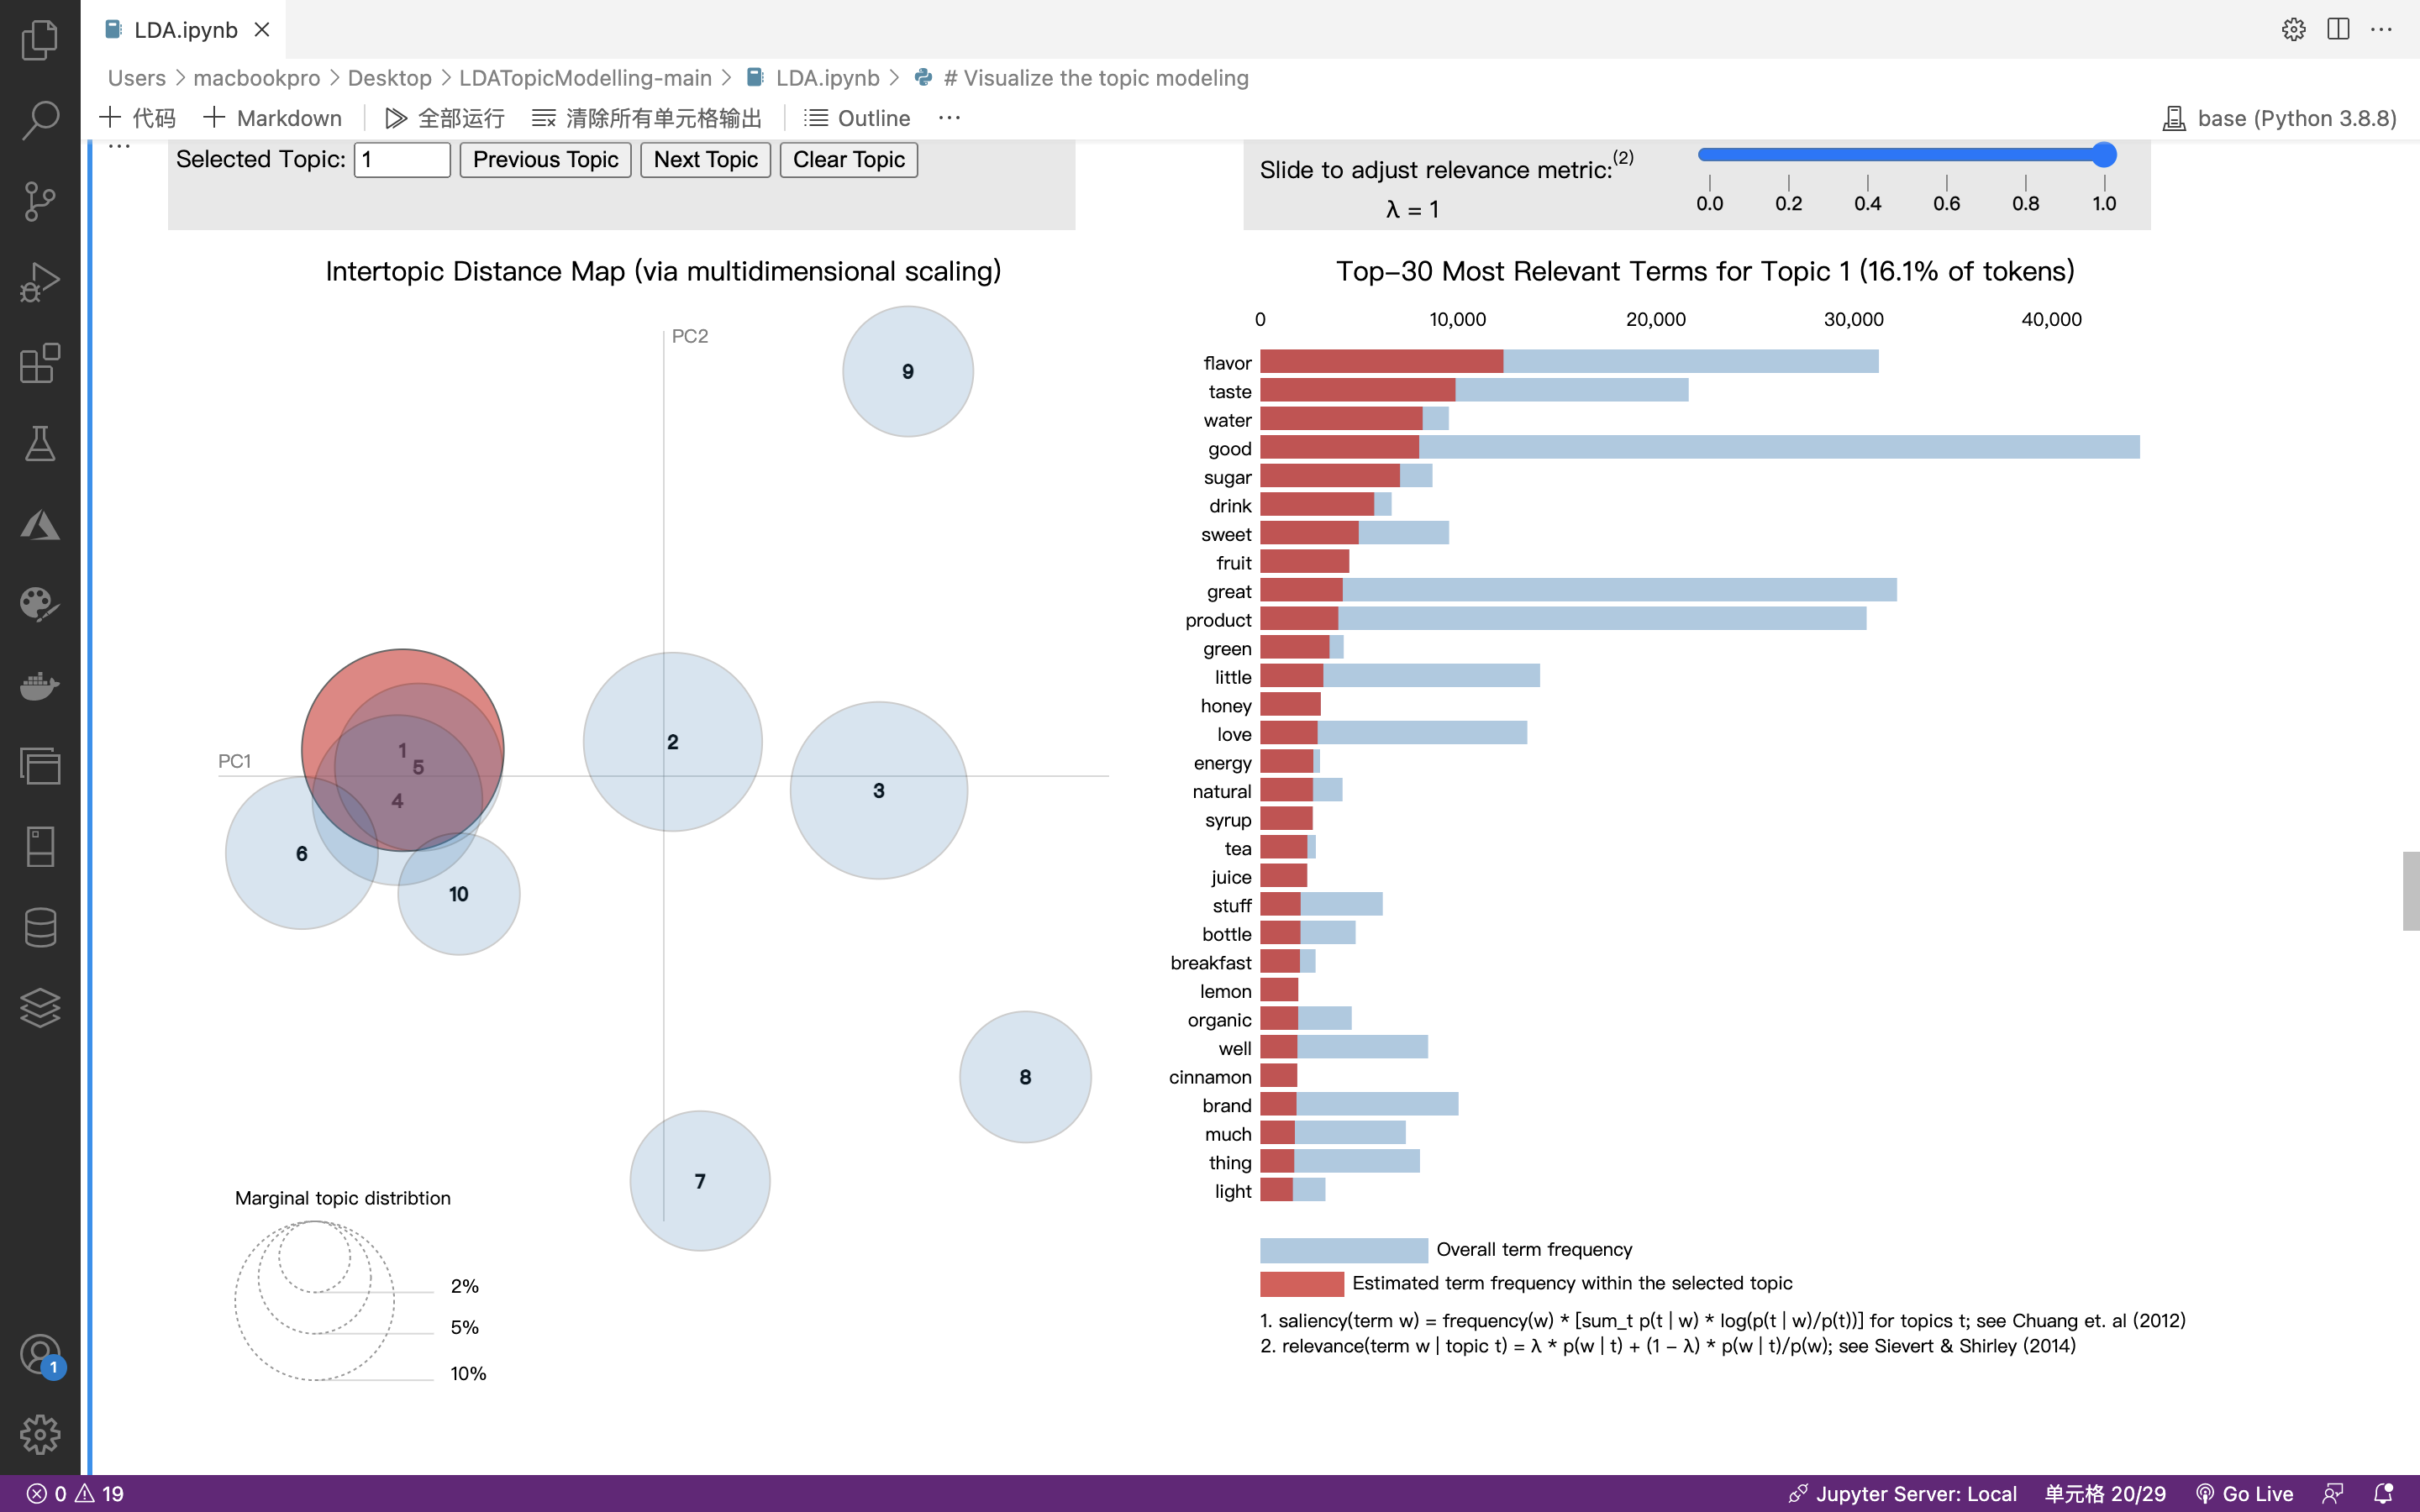 LDA.ipynb
Users > macbookpro > Desktop > LDATopicModelling-main > LDA.ipynb > # Visualize the topic modeling
代码 Markdown 全部运行 清除所有单元格输出 Outline ··· base (Python 3.8.8)
...
Selected Topic: 1 Previous Topic Next Topic Clear Topic
Slide to adjust relevance metric:(2)
λ = 1
0.0 0.2 0.4 0.6 0.8 1.0
Intertopic Distance Map (via multidimensional scaling)
PC2
9
PC1
1
5
4
2
3
6
10
8
7
Marginal topic distribtion
2%
5%
10%
Top-30 Most Relevant Terms for Topic 1 (16.1% of tokens)
0 10,000 20,000 30,000 40,000
flavor
taste
water
good
sugar
drink
sweet
fruit
great
product
green
little
honey
love
energy
natural
syrup
tea
juice
stuff
bottle
breakfast
lemon
organic
well
cinnamon
brand
much
thing
light
Overall term frequency
Estimated term frequency within the selected topic
1. saliency(term w) = frequency(w) * [sum_t p(t | w) * log(p(t | w)/p(t))] for topics t; see Chuang et. al (2012)
2. relevance(term w | topic t) = λ * p(w | t) + (1 - λ) * p(w | t)/p(w); see Sievert & Shirley (2014)
1
0 19 Jupyter Server: Local 单元格 20/29 Go Live